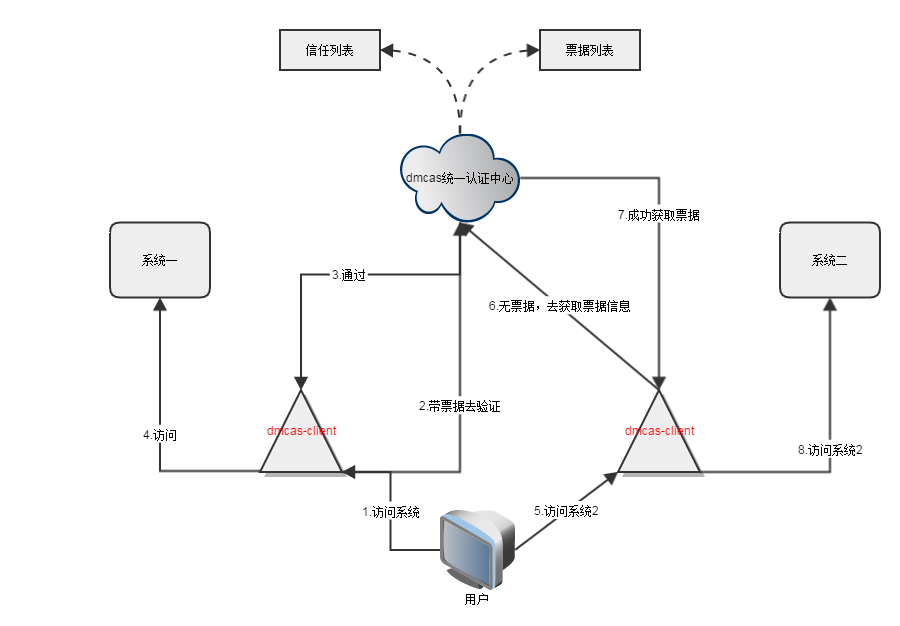 信任列表
票据列表
dmcas统一认证中心
7.成功获取票据
系统一
系统二
3.通过
6.无票据，去获取票据信息
2.带票据去验证
dmcas-client
dmcas-client
4.访问
8.访问系统2
1.访问系统
5.访问系统2
用户